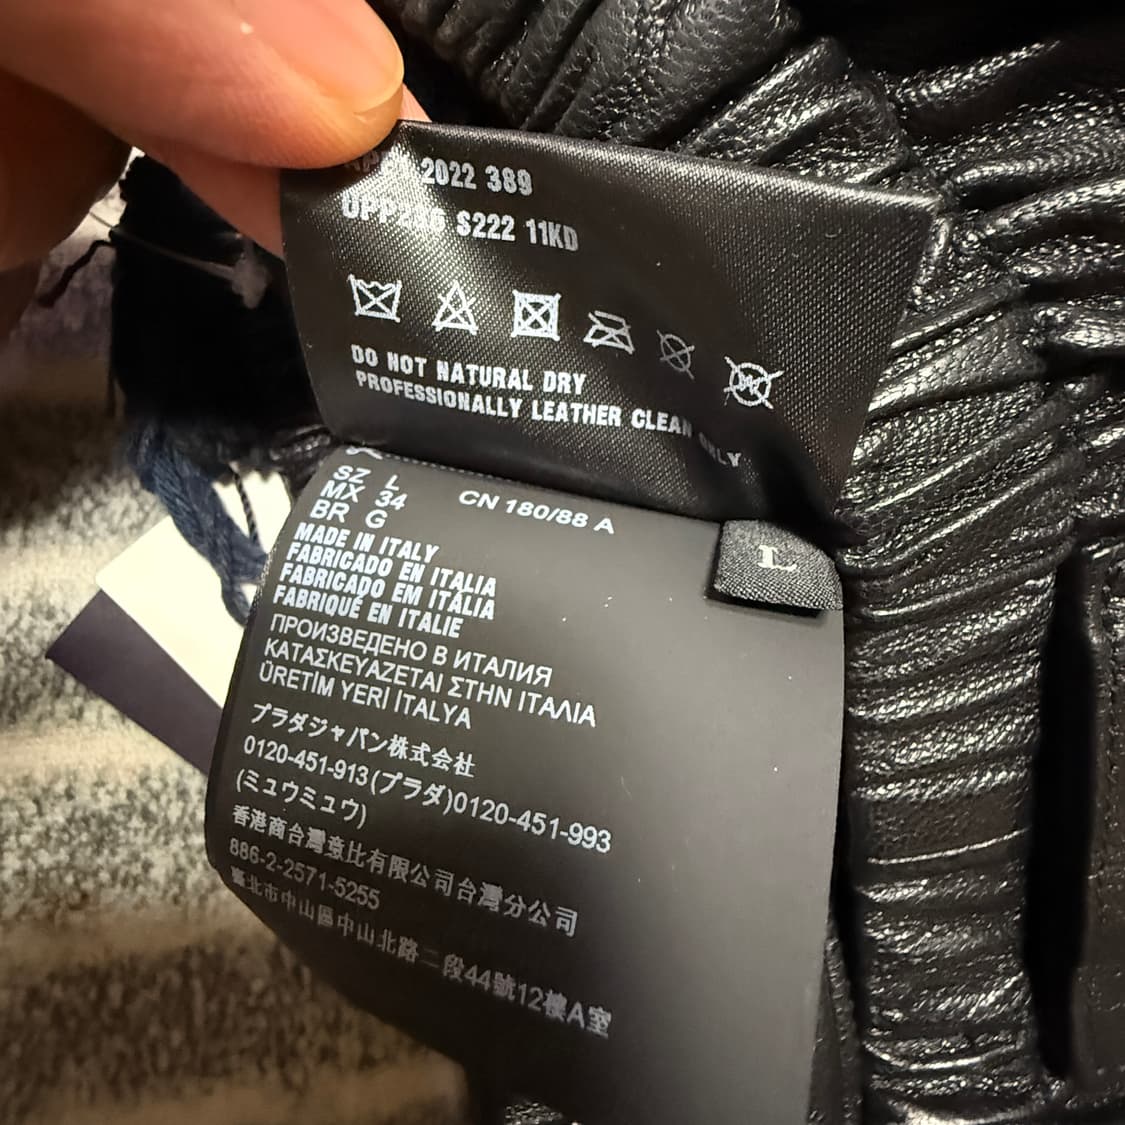 2022 389
S222 11KD
DO NOT NATURAL DRY
PROFESSIONALLY LEATHER CLEAN ONLY
SZ L
MX 34
BR G
CN 180/88 A
L
MADE IN ITALY
FABRICADO EN ITALIA
FABRICADO EM ITÁLIA
FABRIQUÉ EN ITALIE
ПРОИЗВЕДЕНО В ИТАЛИЯ
ΚΑΤΑΣΚΕΥΑΖΕΤΑΙ ΣΤΗΝ ΙΤΑΛΙΑ
ÜRETİM YERİ İTALYA
プラダジャパン株式会社
0120-451-913(プラダ)0120-451-993
(ミュウミュウ)
香港商台灣意比有限公司台灣分公司
886-2-2571-5255
臺北市中山區中山北路二段44號12樓A室